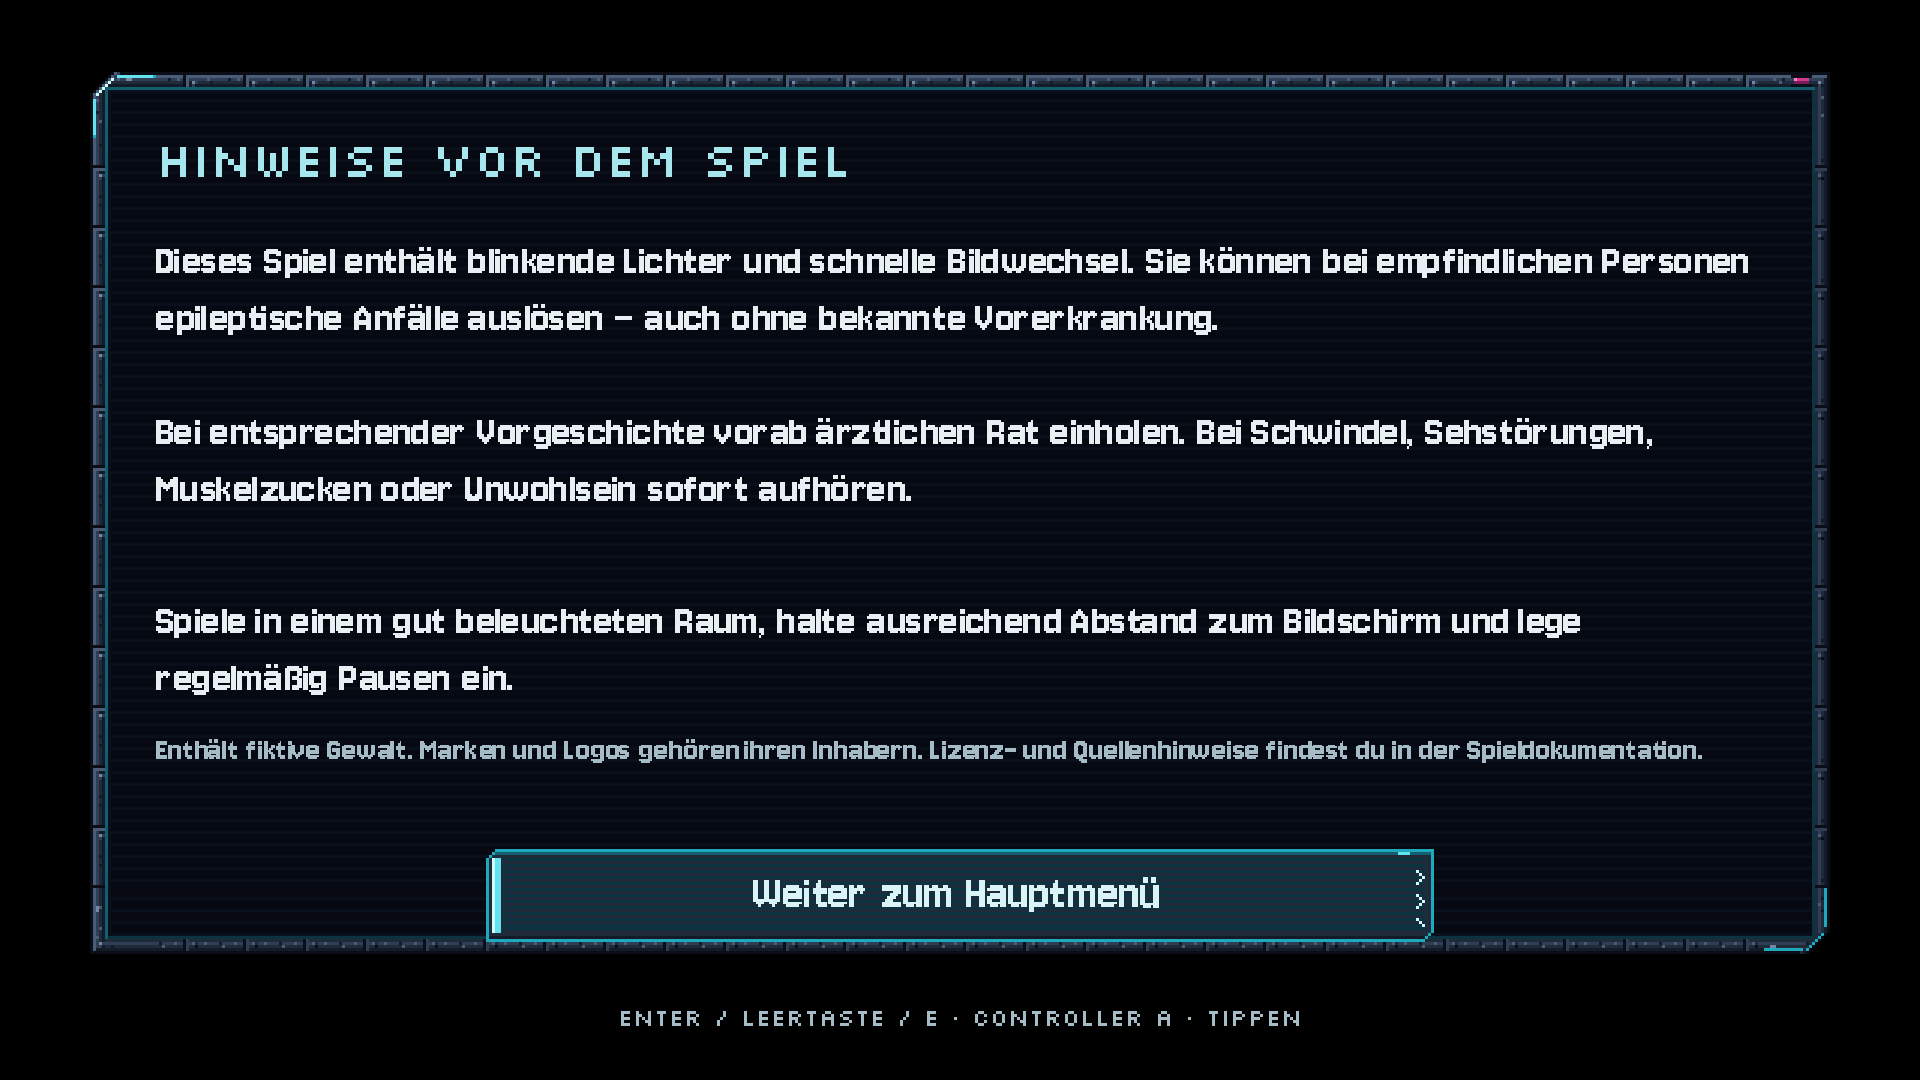 HINWEISE VOR DEM SPIEL
Dieses Spiel enthält blinkende Lichter und schnelle Bildwechsel. Sie können bei empfindlichen Personen
epileptische Anfälle auslösen – auch ohne bekannte Vorerkrankung.
Bei entsprechender Vorgeschichte vorab ärztlichen Rat einholen. Bei Schwindel, Sehstörungen,
Muskelzucken oder Unwohlsein sofort aufhören.
Spiele in einem gut beleuchteten Raum, halte ausreichend Abstand zum Bildschirm und lege
regelmäßig Pausen ein.
Enthält fiktive Gewalt. Marken und Logos gehören ihren Inhabern. Lizenz- und Quellenhinweise findest du in der Spieldokumentation.
Weiter zum Hauptmenü
ENTER / LEERTASTE / E · CONTROLLER A · TIPPEN